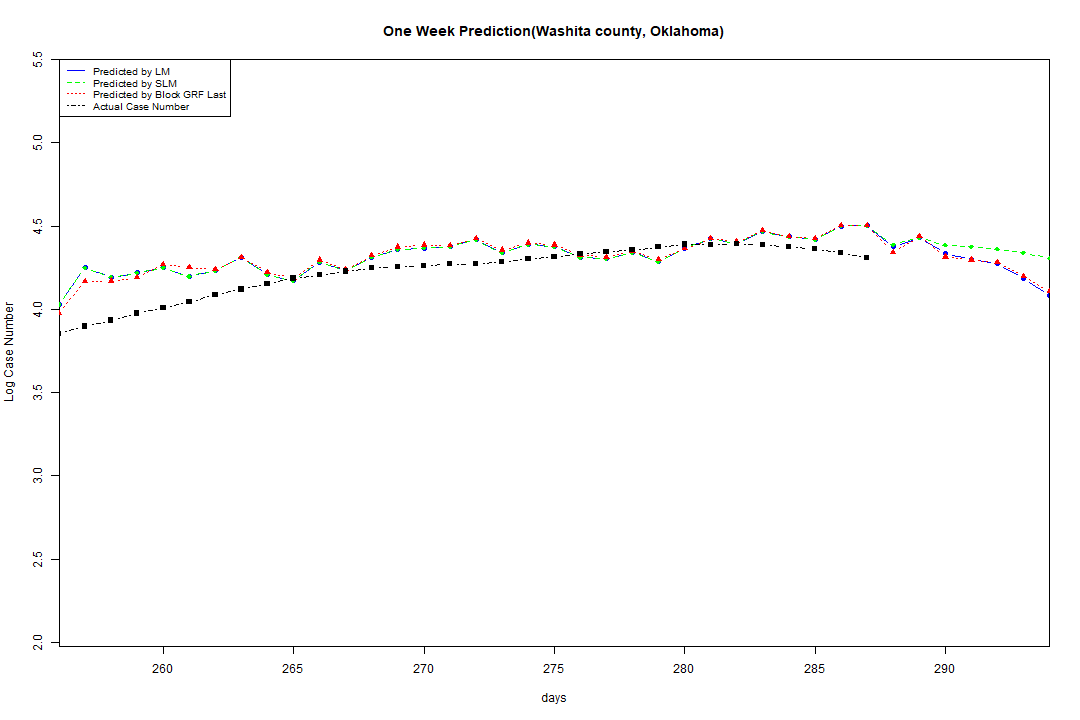 One Week Prediction(Washita county, Oklahoma)
Predicted by LM
Predicted by SLM
Predicted by Block GRF Last
Actual Case Number
5.5
5.0
4.5
4.0
3.5
3.0
2.5
2.0
Log Case Number
260 265 270 275 280 285 290
days